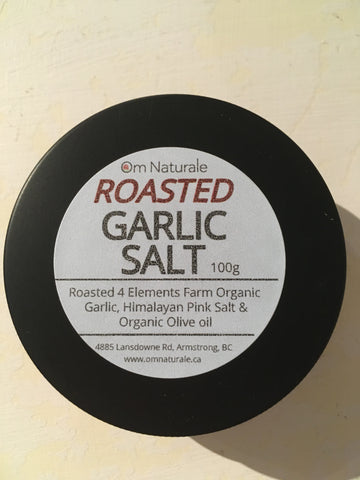 Om Naturale
ROASTED
GARLIC
SALT 100g
Roasted 4 Elements Farm Organic
Garlic, Himalayan Pink Salt &
Organic Olive oil
4885 Lansdowne Rd, Armstrong, BC
www.omnaturale.ca